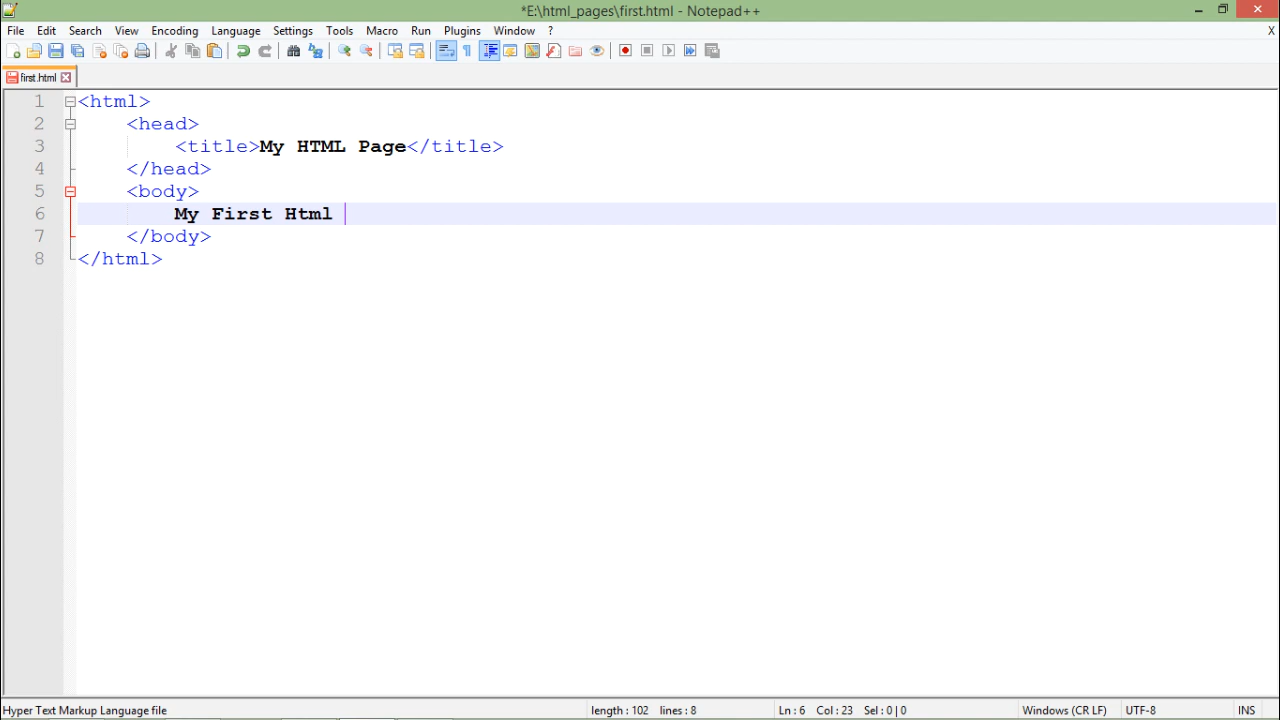 *E:\html_pages\first.html - Notepad++
File Edit Search View Encoding Language Settings Tools Macro Run Plugins Window ? X
first.html
1 <html>
2 <head>
3 <title>My HTML Page</title>
4 </head>
5 <body>
6 My First Html
7 </body>
8 </html>
Hyper Text Markup Language file length : 102 lines : 8 Ln : 6 Col : 23 Sel : 0 | 0 Windows (CR LF) UTF-8 INS